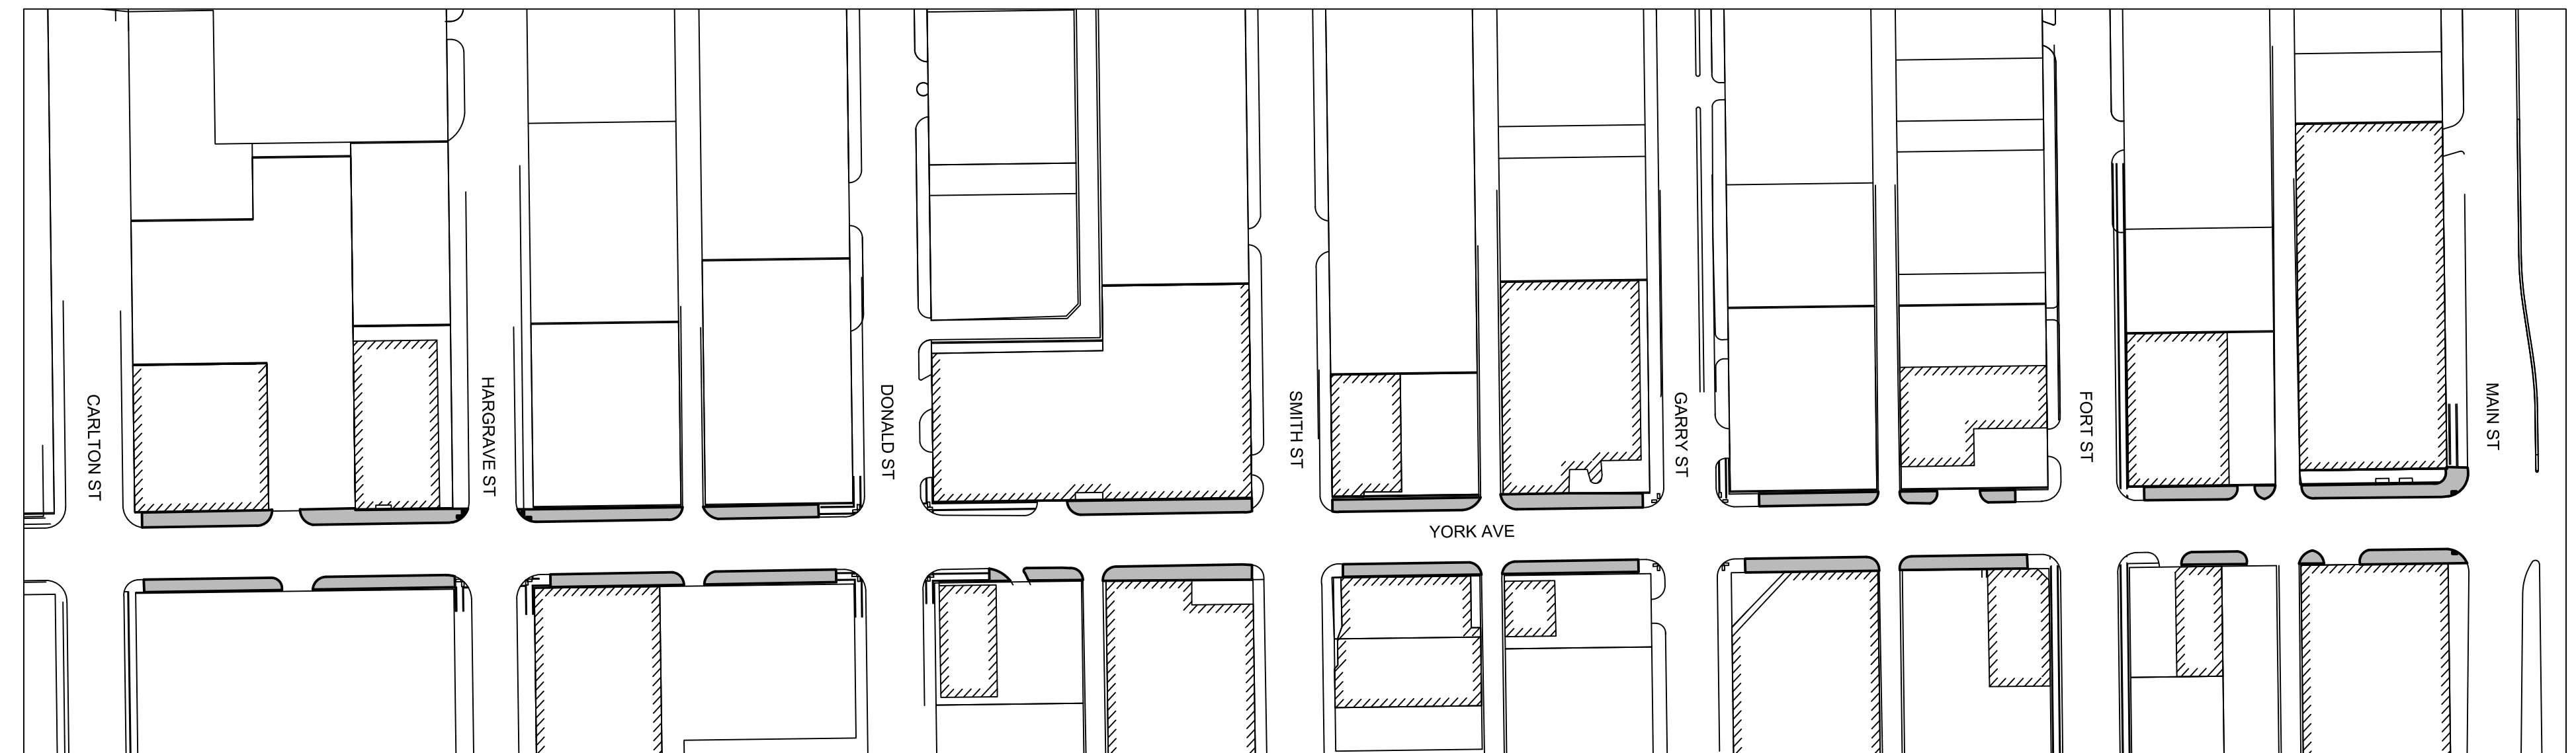 CARLTON ST
HARGRAVE ST
DONALD ST
SMITH ST
GARRY ST
FORT ST
MAIN ST
YORK AVE